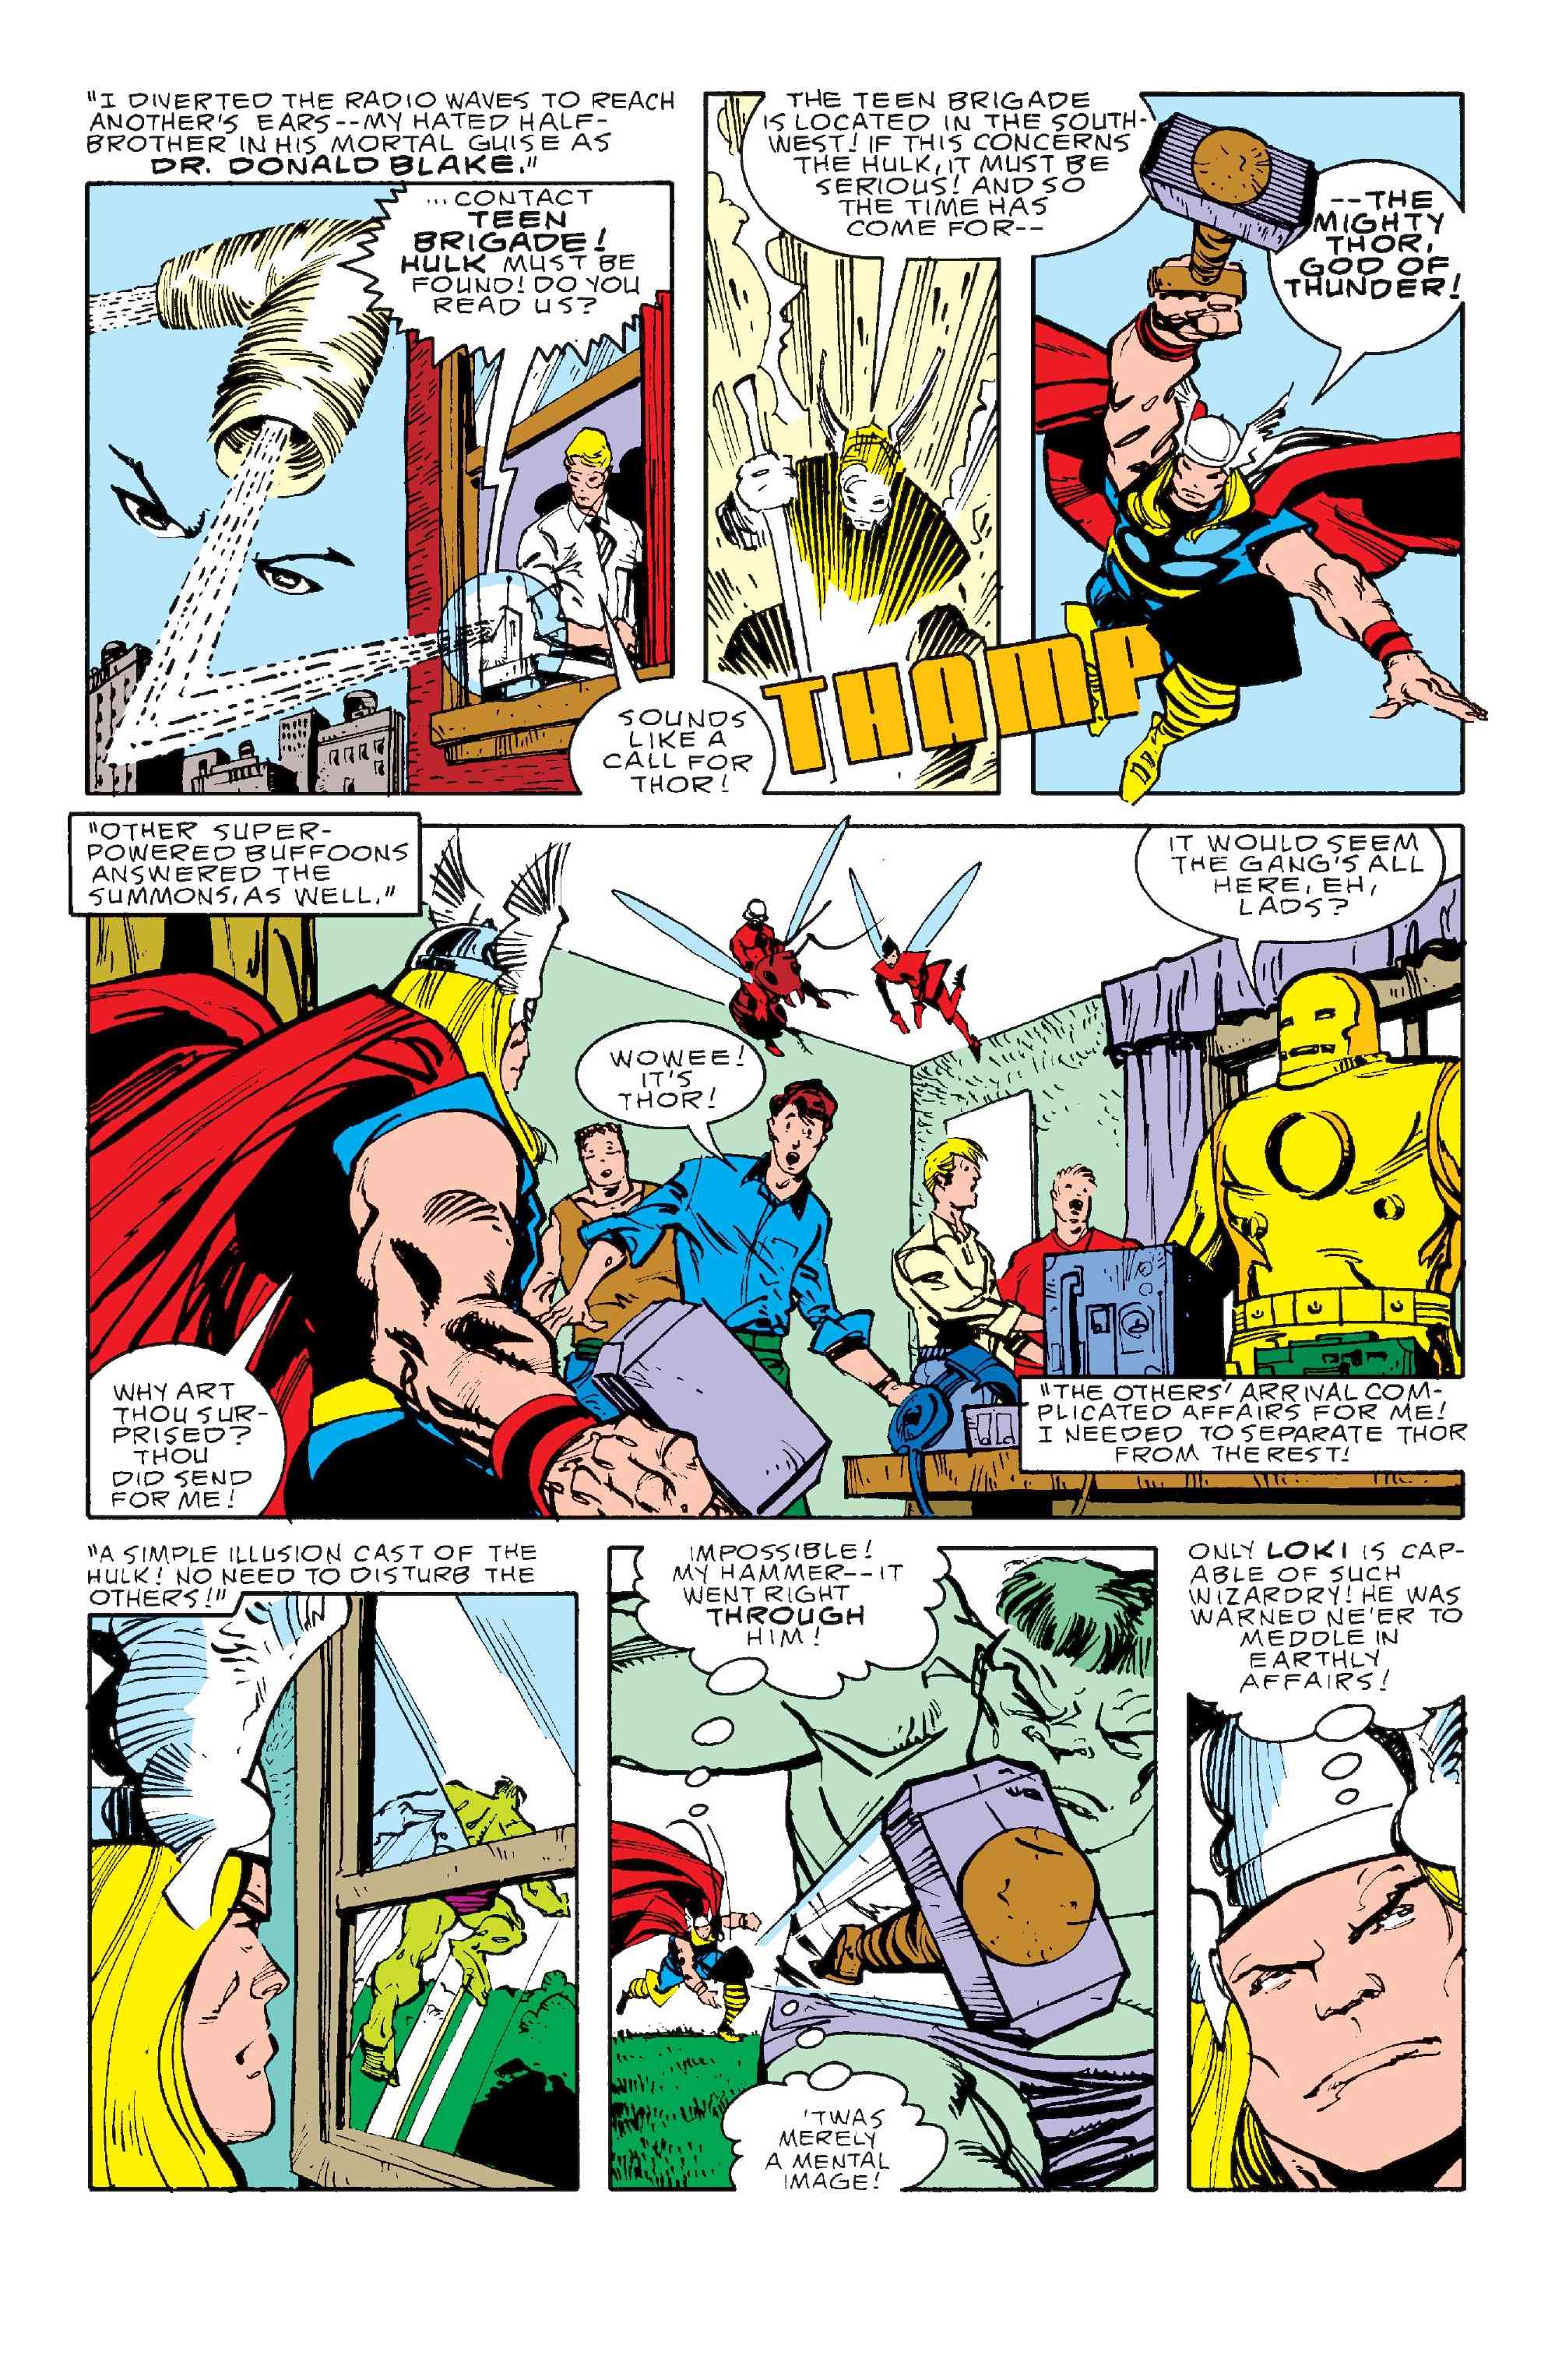 "I DIVERTED THE RADIO WAVES TO REACH
ANOTHER'S EARS--MY HATED HALF-
BROTHER IN HIS MORTAL GUISE AS
DR. DONALD BLAKE."
...CONTACT
TEEN
BRIGADE!
HULK MUST BE
FOUND! DO YOU
READ US?
SOUNDS
LIKE A
CALL FOR
THOR!
THE TEEN BRIGADE
IS LOCATED IN THE SOUTH-
WEST! IF THIS CONCERNS
THE HULK, IT MUST BE
SERIOUS! AND SO
THE TIME HAS
COME FOR--
THAMP
--THE
MIGHTY
THOR,
GOD OF
THUNDER!
"OTHER SUPER-
POWERED BUFFOONS
ANSWERED THE
SUMMONS, AS WELL."
WOWEE!
IT'S
THOR!
IT WOULD SEEM
THE GANG'S ALL
HERE, EH,
LADS?
WHY ART
THOU SUR-
PRISED?
THOU
DID SEND
FOR ME!
"THE OTHERS' ARRIVAL COM-
PLICATED AFFAIRS FOR ME!
I NEEDED TO SEPARATE THOR
FROM THE REST!
"A SIMPLE ILLUSION CAST OF THE
HULK! NO NEED TO DISTURB THE
OTHERS!"
IMPOSSIBLE!
MY HAMMER--IT
WENT RIGHT
THROUGH
HIM!
'TWAS
MERELY
A MENTAL
IMAGE!
ONLY LOKI IS CAP-
ABLE OF SUCH
WIZARDRY! HE WAS
WARNED NE'ER TO
MEDDLE IN
EARTHLY
AFFAIRS!